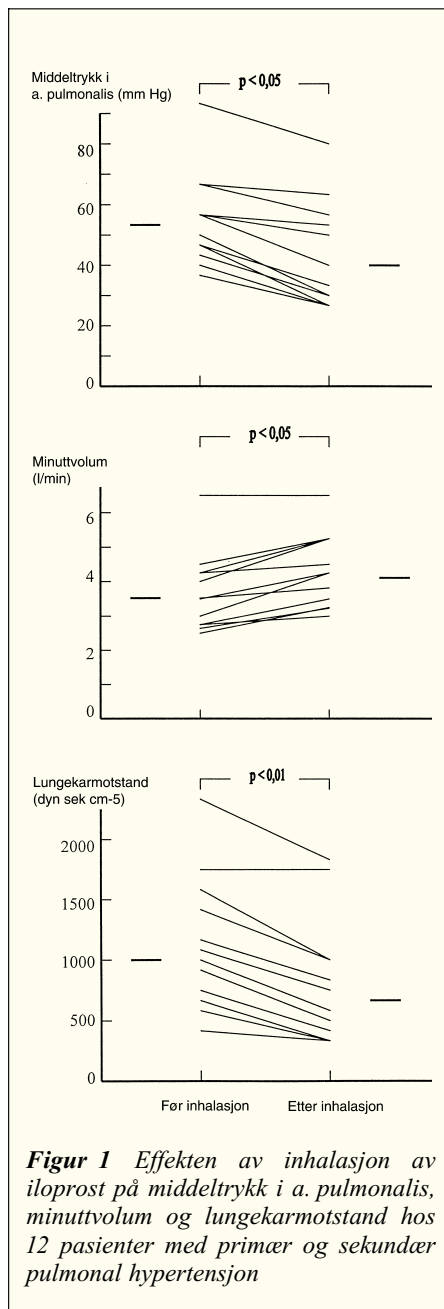 Middeltrykk i
a. pulmonalis (mm Hg)
p < 0,05
80
60
40
20
0
Minuttvolum
(l/min)
p < 0,05
6
4
2
0
Lungekarmotstand
(dyn sek cm-5)
p < 0,01
2000
1500
1000
500
0
Før inhalasjon Etter inhalasjon
Figur 1 Effekten av inhalasjon av
iloprost på middeltrykk i a. pulmonalis,
minuttvolum og lungekarmotstand hos
12 pasienter med primær og sekundær
pulmonal hypertensjon